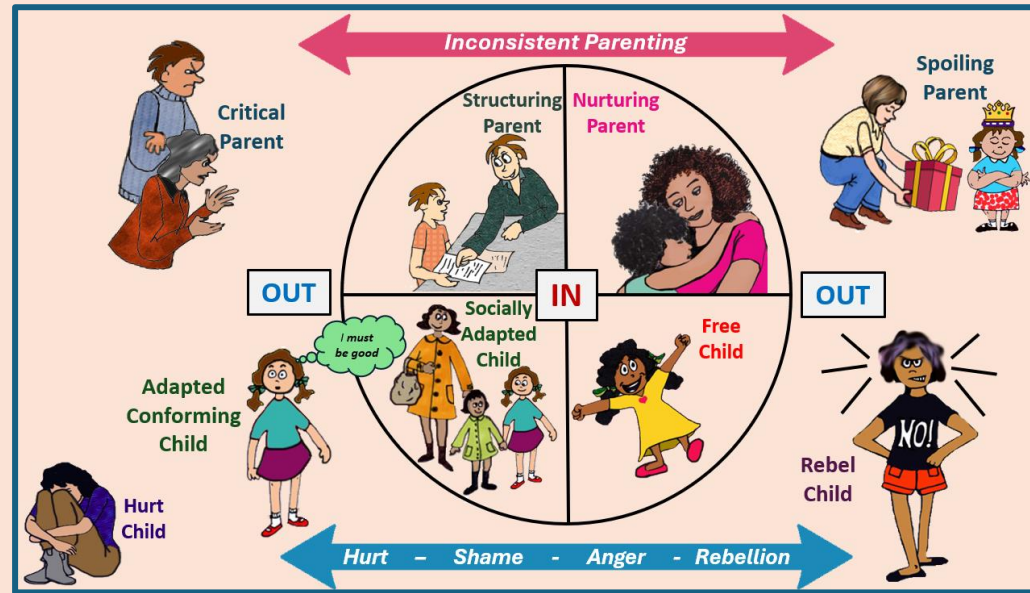 Inconsistent Parenting
Critical
Parent
Structuring
Parent
Nurturing
Parent
Spoiling
Parent
OUT
IN
OUT
I must
be good
Socially
Adapted
Child
Free
Child
Adapted
Conforming
Child
NO!
Rebel
Child
Hurt
Child
Hurt – Shame - Anger - Rebellion